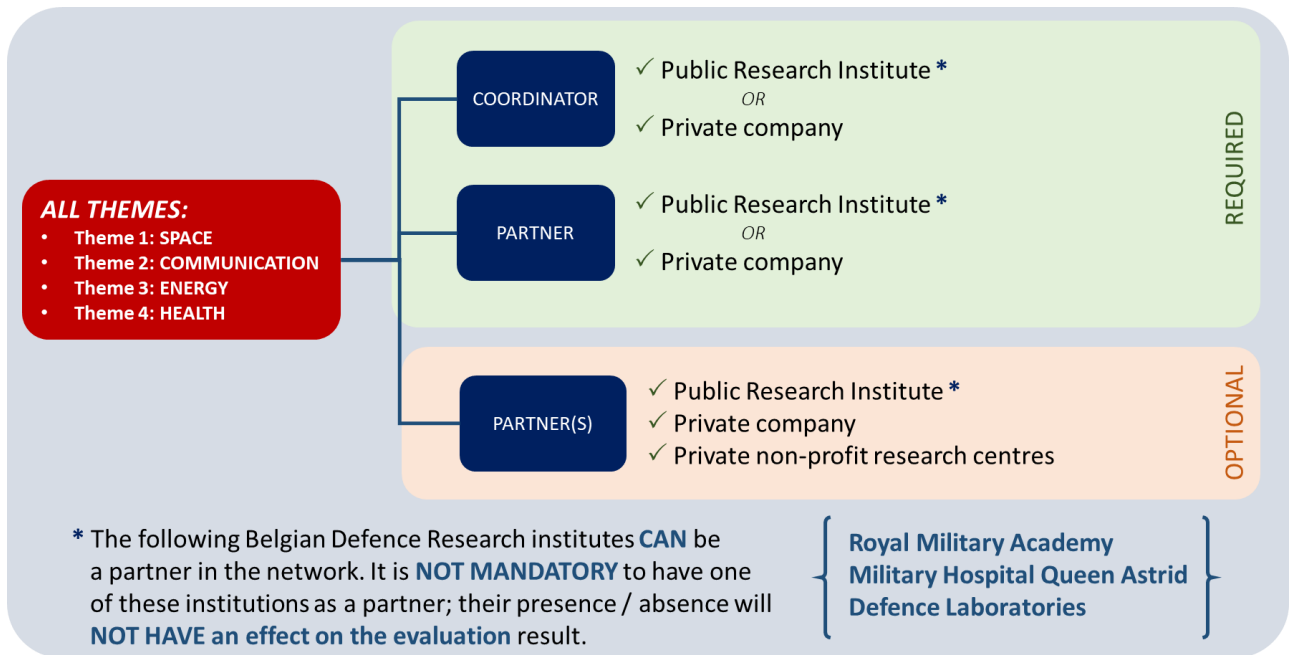 COORDINATOR
✓ Public Research Institute *
OR
✓ Private company
PARTNER
✓ Public Research Institute *
OR
✓ Private company
REQUIRED
ALL THEMES:
• Theme 1: SPACE
• Theme 2: COMMUNICATION
• Theme 3: ENERGY
• Theme 4: HEALTH
PARTNER(S)
✓ Public Research Institute *
✓ Private company
✓ Private non-profit research centres
OPTIONAL
* The following Belgian Defence Research institutes CAN be
a partner in the network. It is NOT MANDATORY to have one
of these institutions as a partner; their presence / absence will
NOT HAVE an effect on the evaluation result.
Royal Military Academy
Military Hospital Queen Astrid
Defence Laboratories